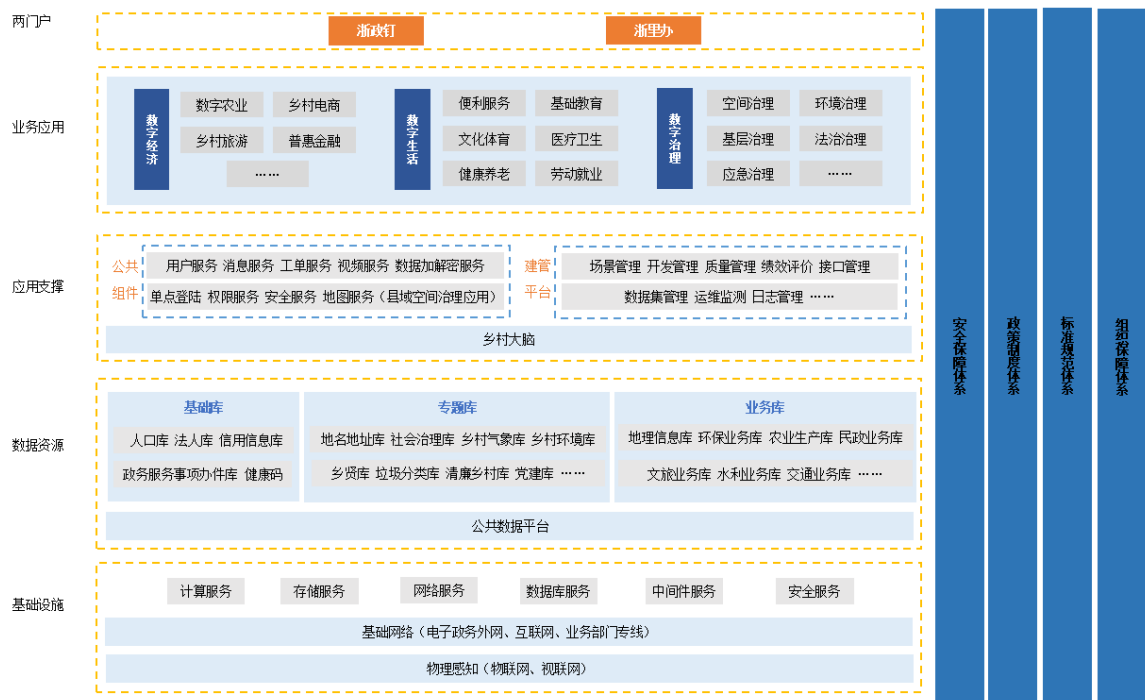 两门户
浙政钉
浙里办
业务应用
数字经济
数字农业
乡村电商
乡村旅游
普惠金融
……
数字生活
便利服务
基础教育
文化体育
医疗卫生
健康养老
劳动就业
数字治理
空间治理
环境治理
基层治理
法治治理
应急治理
……
应用支撑
公共
组件
用户服务 消息服务 工单服务 视频服务 数据加解密服务
单点登陆 权限服务 安全服务 地图服务（县域空间治理应用）
建管
平台
场景管理 开发管理 质量管理 绩效评价 接口管理
数据集管理 运维监测 日志管理 ……
乡村大脑
数据资源
基础库
人口库 法人库 信用信息库
政务服务事项办件库 健康码
专题库
地名地址库 社会治理库 乡村气象库 乡村环境库
乡贤库 垃圾分类库 清廉乡村库 党建库 ……
业务库
地理信息库 环保业务库 农业生产库 民政业务库
文旅业务库 水利业务库 交通业务库 ……
公共数据平台
基础设施
计算服务
存储服务
网络服务
数据库服务
中间件服务
安全服务
基础网络（电子政务外网、互联网、业务部门专线）
物理感知（物联网、视联网）
安全保障体系
政策制度体系
标准规范体系
组织保障体系